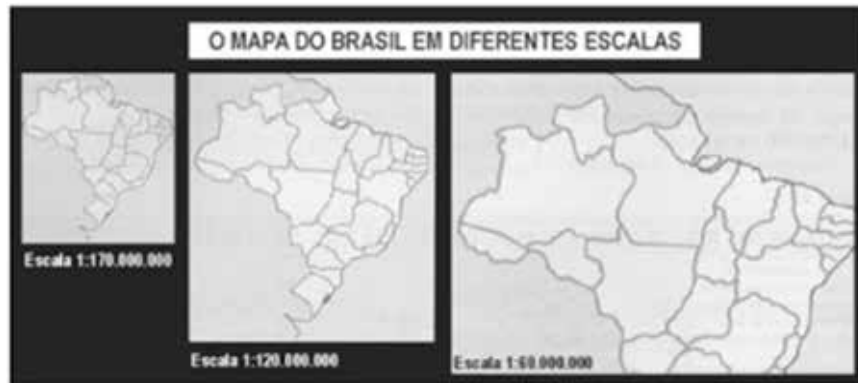 O MAPA DO BRASIL EM DIFERENTES ESCALAS
Escala 1:170.000.000
Escala 1:120.000.000
Escala 1:60.000.000